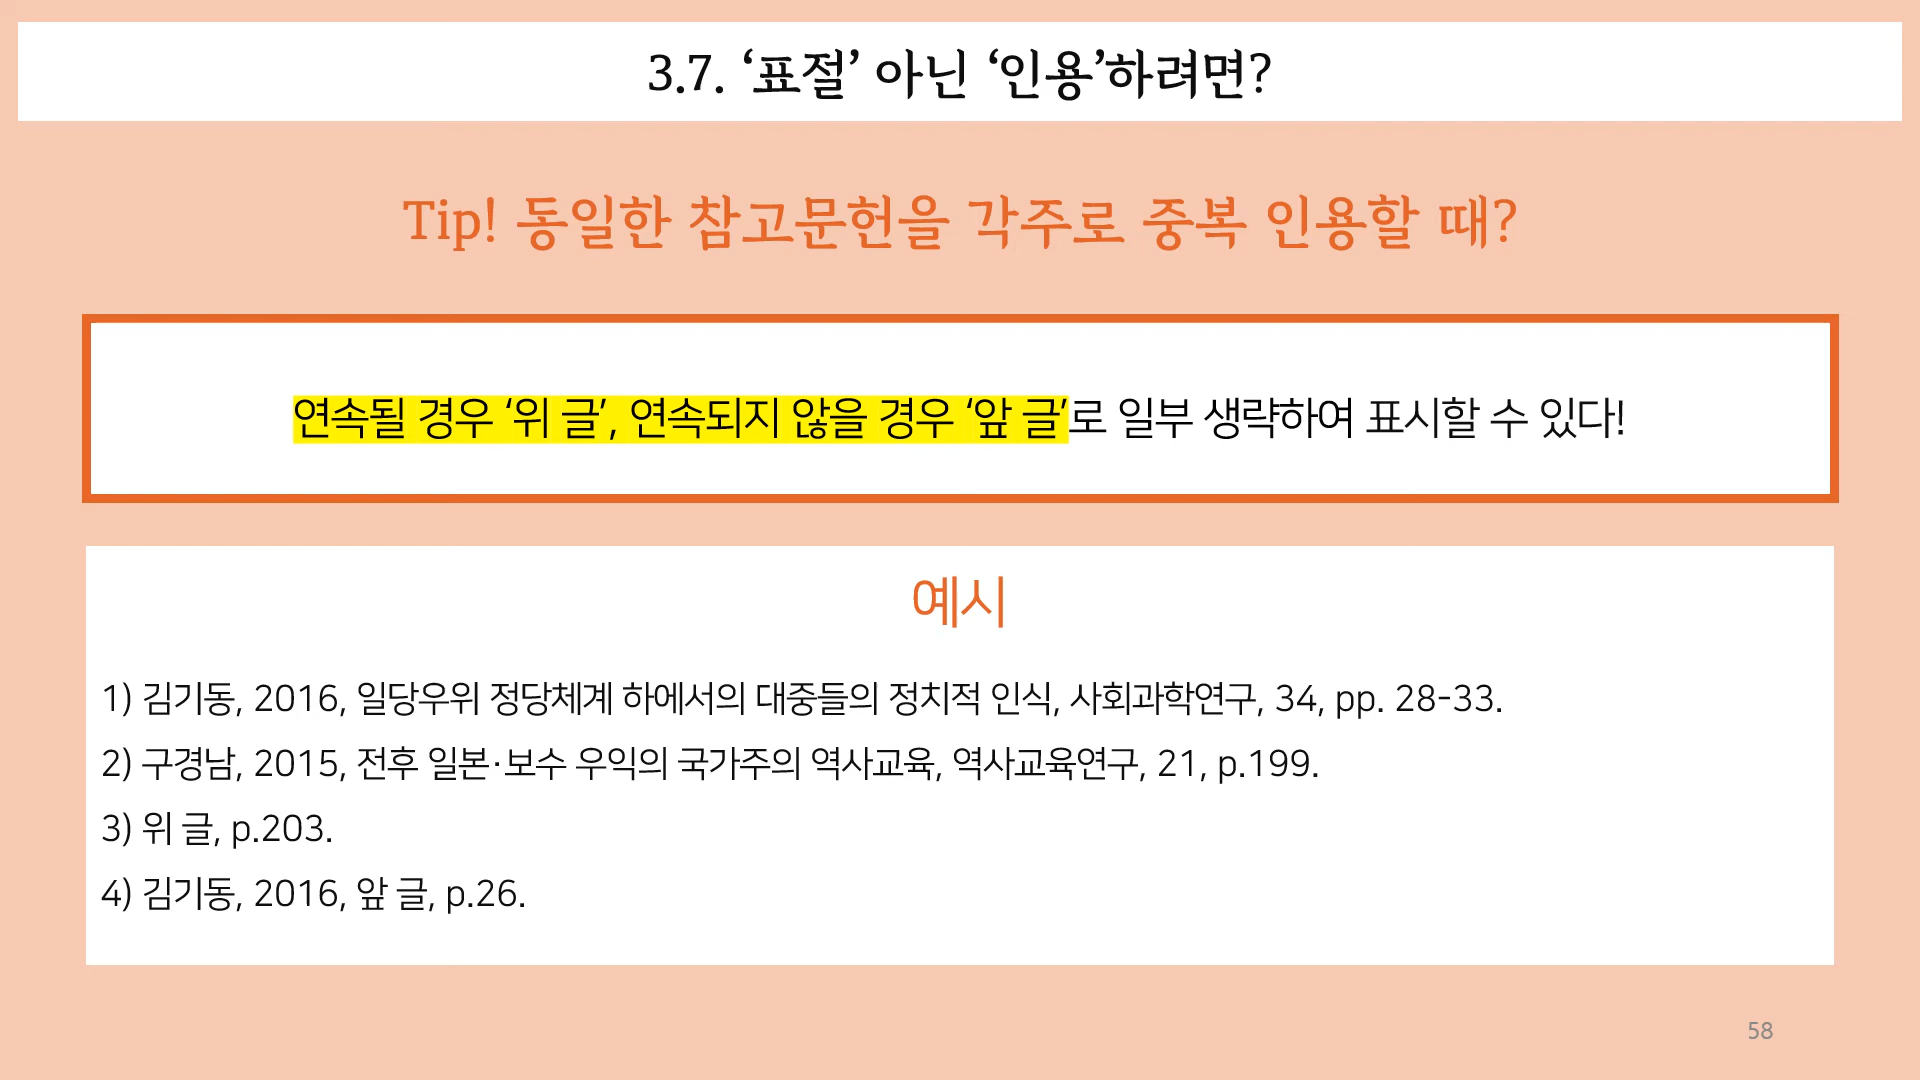 3.7. ‘표절’ 아닌 ‘인용’하려면?
Tip! 동일한 참고문헌을 각주로 중복 인용할 때?
연속될 경우 ‘위 글’, 연속되지 않을 경우 ‘앞 글’로 일부 생략하여 표시할 수 있다!
예시
1) 김기동, 2016, 일당우위 정당체계 하에서의 대중들의 정치적 인식, 사회과학연구, 34, pp. 28-33.
2) 구경남, 2015, 전후 일본·보수 우익의 국가주의 역사교육, 역사교육연구, 21, p.199.
3) 위 글, p.203.
4) 김기동, 2016, 앞 글, p.26.
58